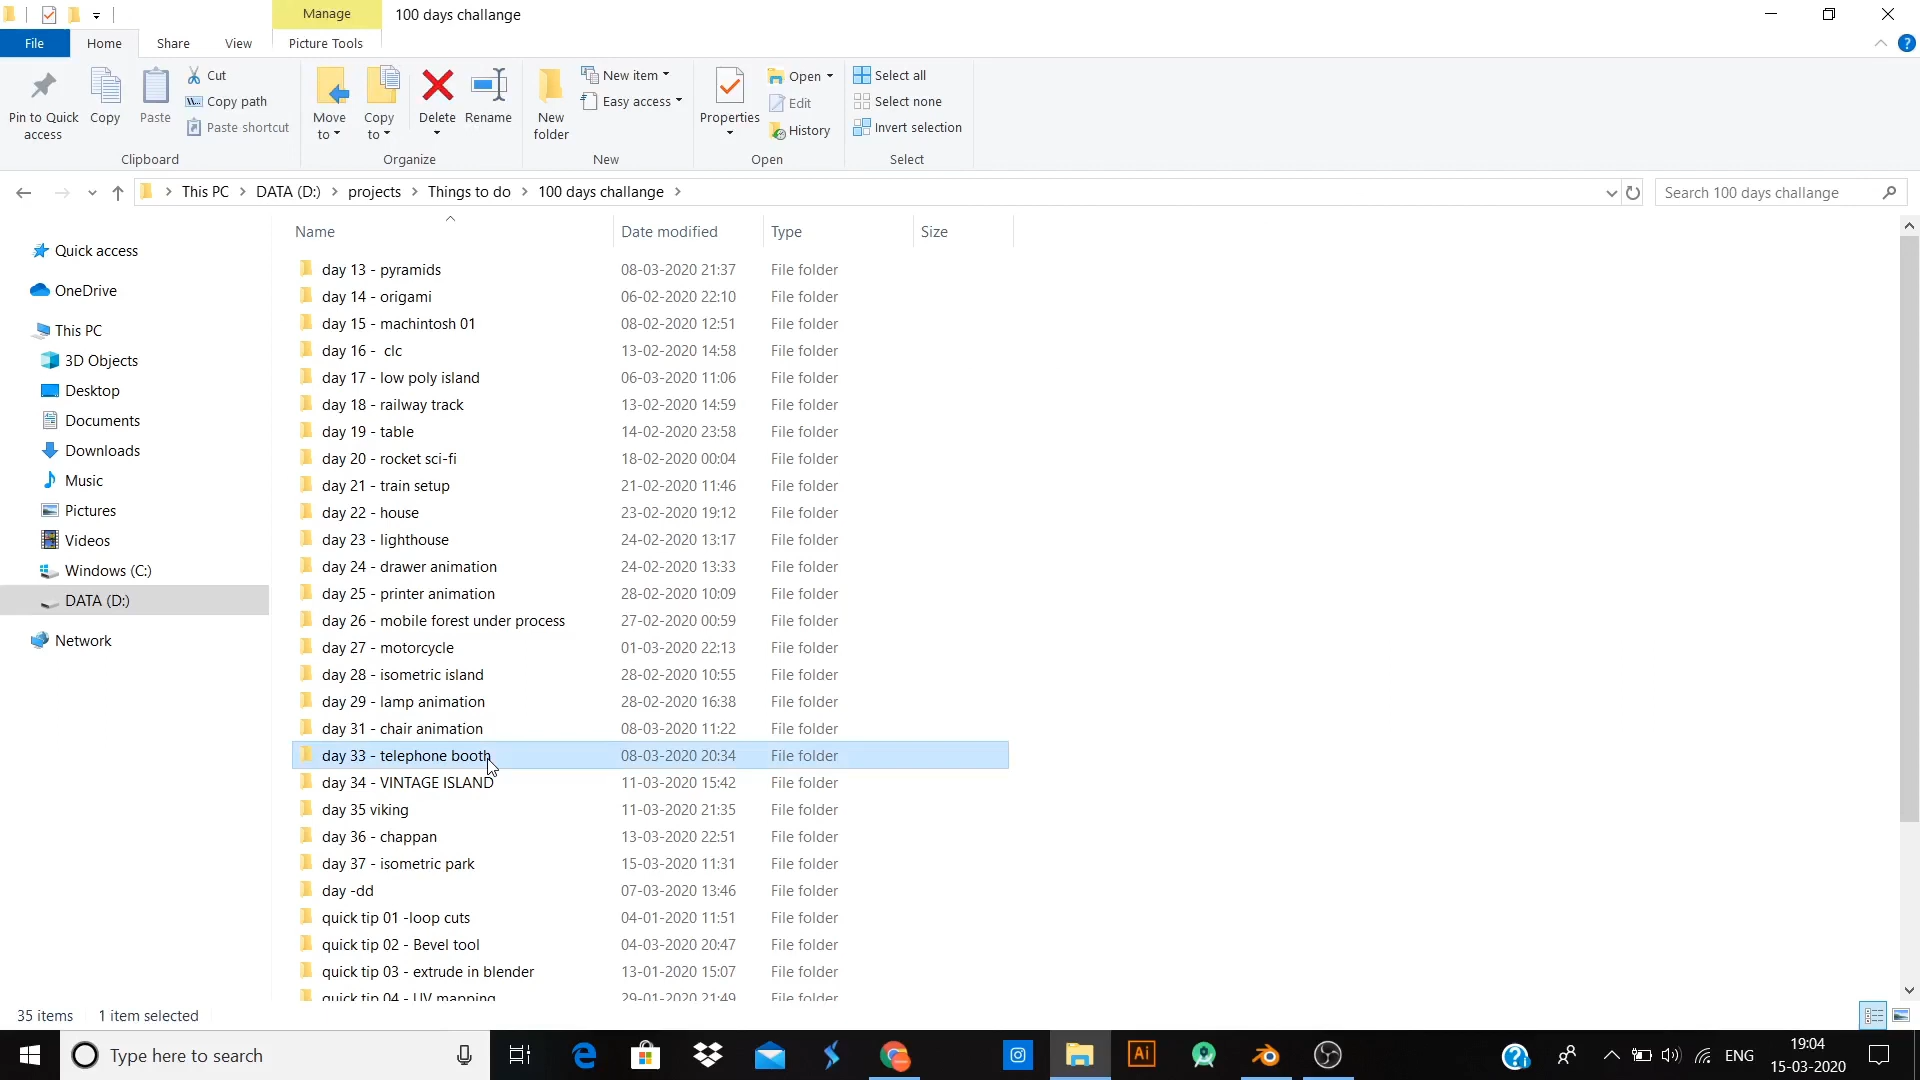 Manage
100 days challange
File
Home
Share
View
Picture Tools
Pin to Quick access
Copy
Paste
Cut
Copy path
Paste shortcut
Clipboard
Move to
Copy to
Delete
Rename
Organize
New folder
New item
Easy access
New
Properties
Open
Edit
History
Open
Select all
Select none
Invert selection
Select
This PC > DATA (D:) > projects > Things to do > 100 days challange >
Search 100 days challange
Quick access
OneDrive
This PC
3D Objects
Desktop
Documents
Downloads
Music
Pictures
Videos
Windows (C:)
DATA (D:)
Network
Name Date modified Type Size
day 13 - pyramids 08-03-2020 21:37 File folder
day 14 - origami 06-02-2020 22:10 File folder
day 15 - machintosh 01 08-02-2020 12:51 File folder
day 16 -  clc 13-02-2020 14:58 File folder
day 17 - low poly island 06-03-2020 11:06 File folder
day 18 - railway track 13-02-2020 14:59 File folder
day 19 - table 14-02-2020 23:58 File folder
day 20 - rocket sci-fi 18-02-2020 00:04 File folder
day 21 - train setup 21-02-2020 11:46 File folder
day 22 - house 23-02-2020 19:12 File folder
day 23 - lighthouse 24-02-2020 13:17 File folder
day 24 - drawer animation 24-02-2020 13:33 File folder
day 25 - printer animation 28-02-2020 10:09 File folder
day 26 - mobile forest under process 27-02-2020 00:59 File folder
day 27 - motorcycle 01-03-2020 22:13 File folder
day 28 - isometric island 28-02-2020 10:55 File folder
day 29 - lamp animation 28-02-2020 16:38 File folder
day 31 - chair animation 08-03-2020 11:22 File folder
day 33 - telephone booth 08-03-2020 20:34 File folder
day 34 - VINTAGE ISLAND 11-03-2020 15:42 File folder
day 35 viking 11-03-2020 21:35 File folder
day 36 - chappan 13-03-2020 22:51 File folder
day 37 - isometric park 15-03-2020 11:31 File folder
day -dd 07-03-2020 13:46 File folder
quick tip 01 -loop cuts 04-01-2020 11:51 File folder
quick tip 02 - Bevel tool 04-03-2020 20:47 File folder
quick tip 03 - extrude in blender 13-01-2020 15:07 File folder
quick tip 04 - UV mapping 29-01-2020 21:49 File folder
35 items 1 item selected
Type here to search
Ai
ENG
19:04
15-03-2020